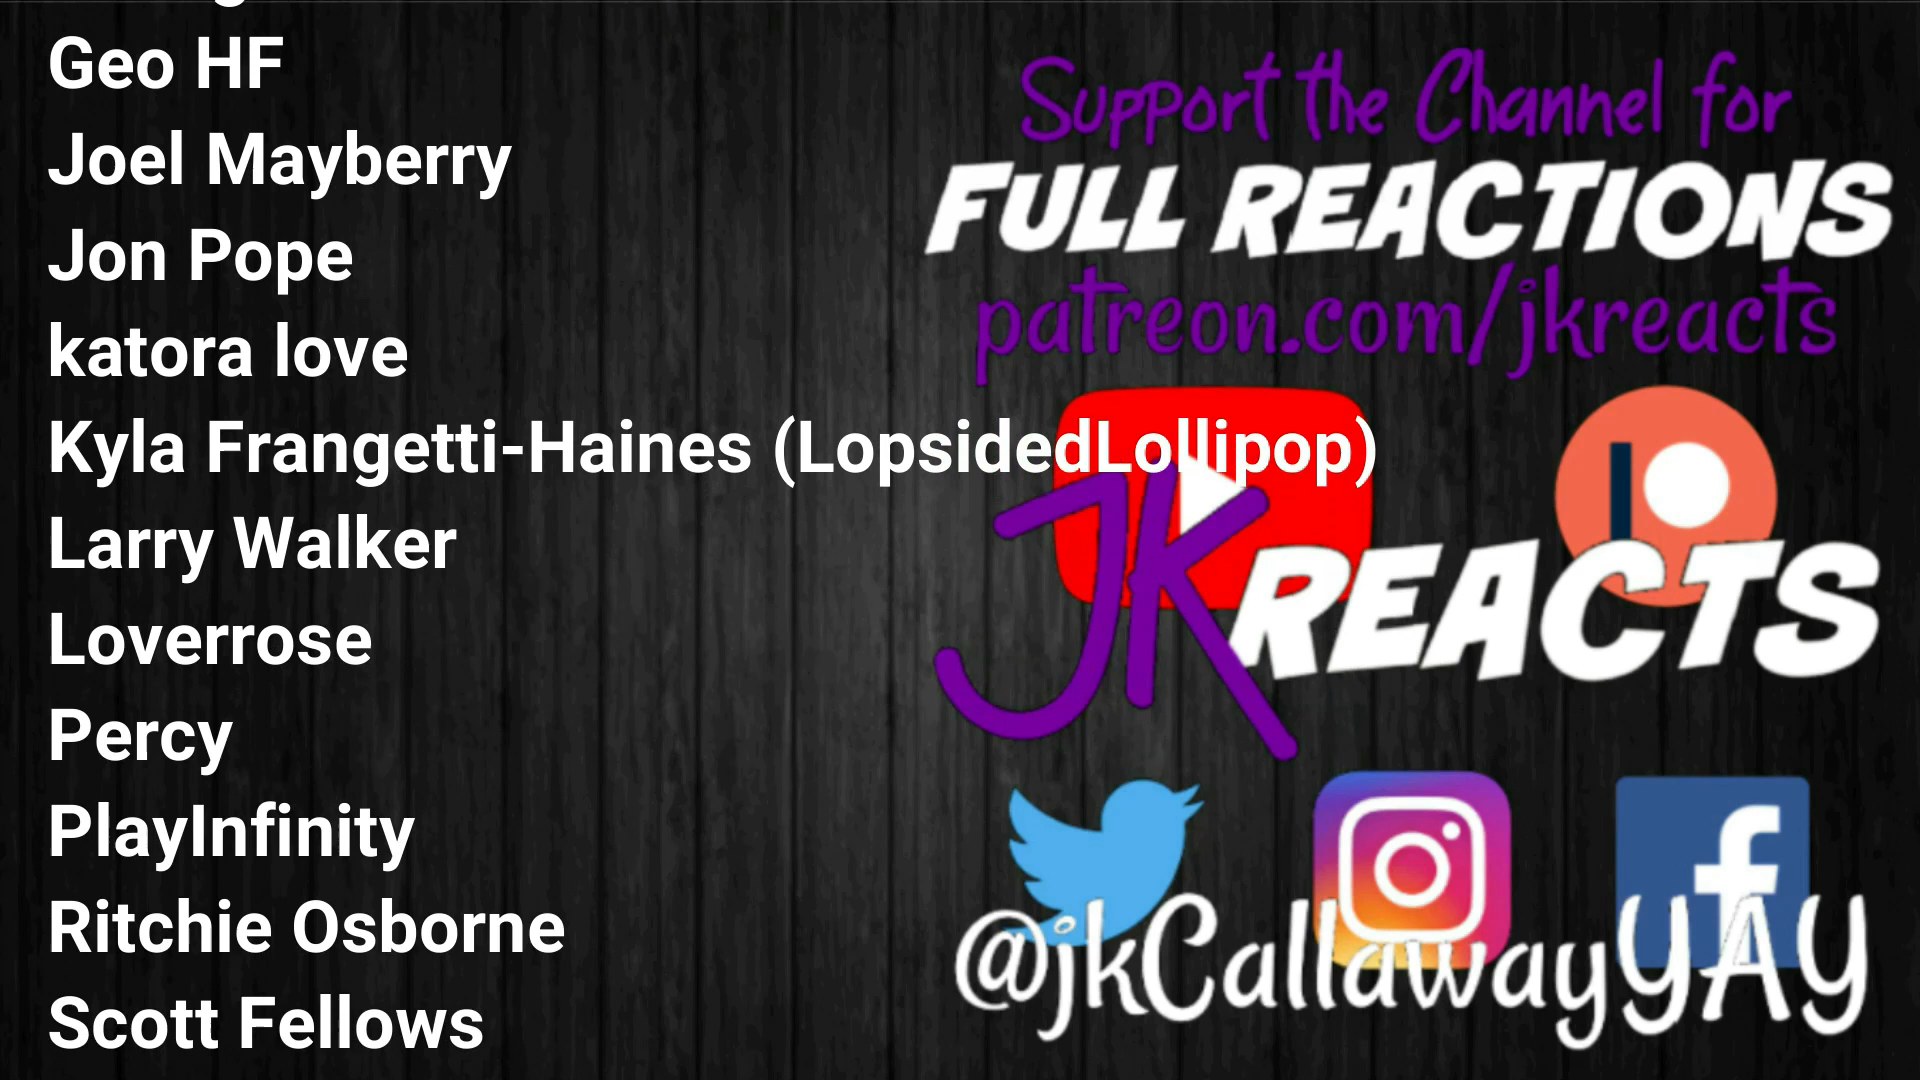 Geo HF
Joel Mayberry
Jon Pope
katora love
Kyla Frangetti-Haines (LopsidedLollipop)
Larry Walker
Loverrose
Percy
PlayInfinity
Ritchie Osborne
Scott Fellows
Support the Channel for
FULL REACTIONS
patreon.com/jkreacts
JK REACTS
@jkCallawayYAY